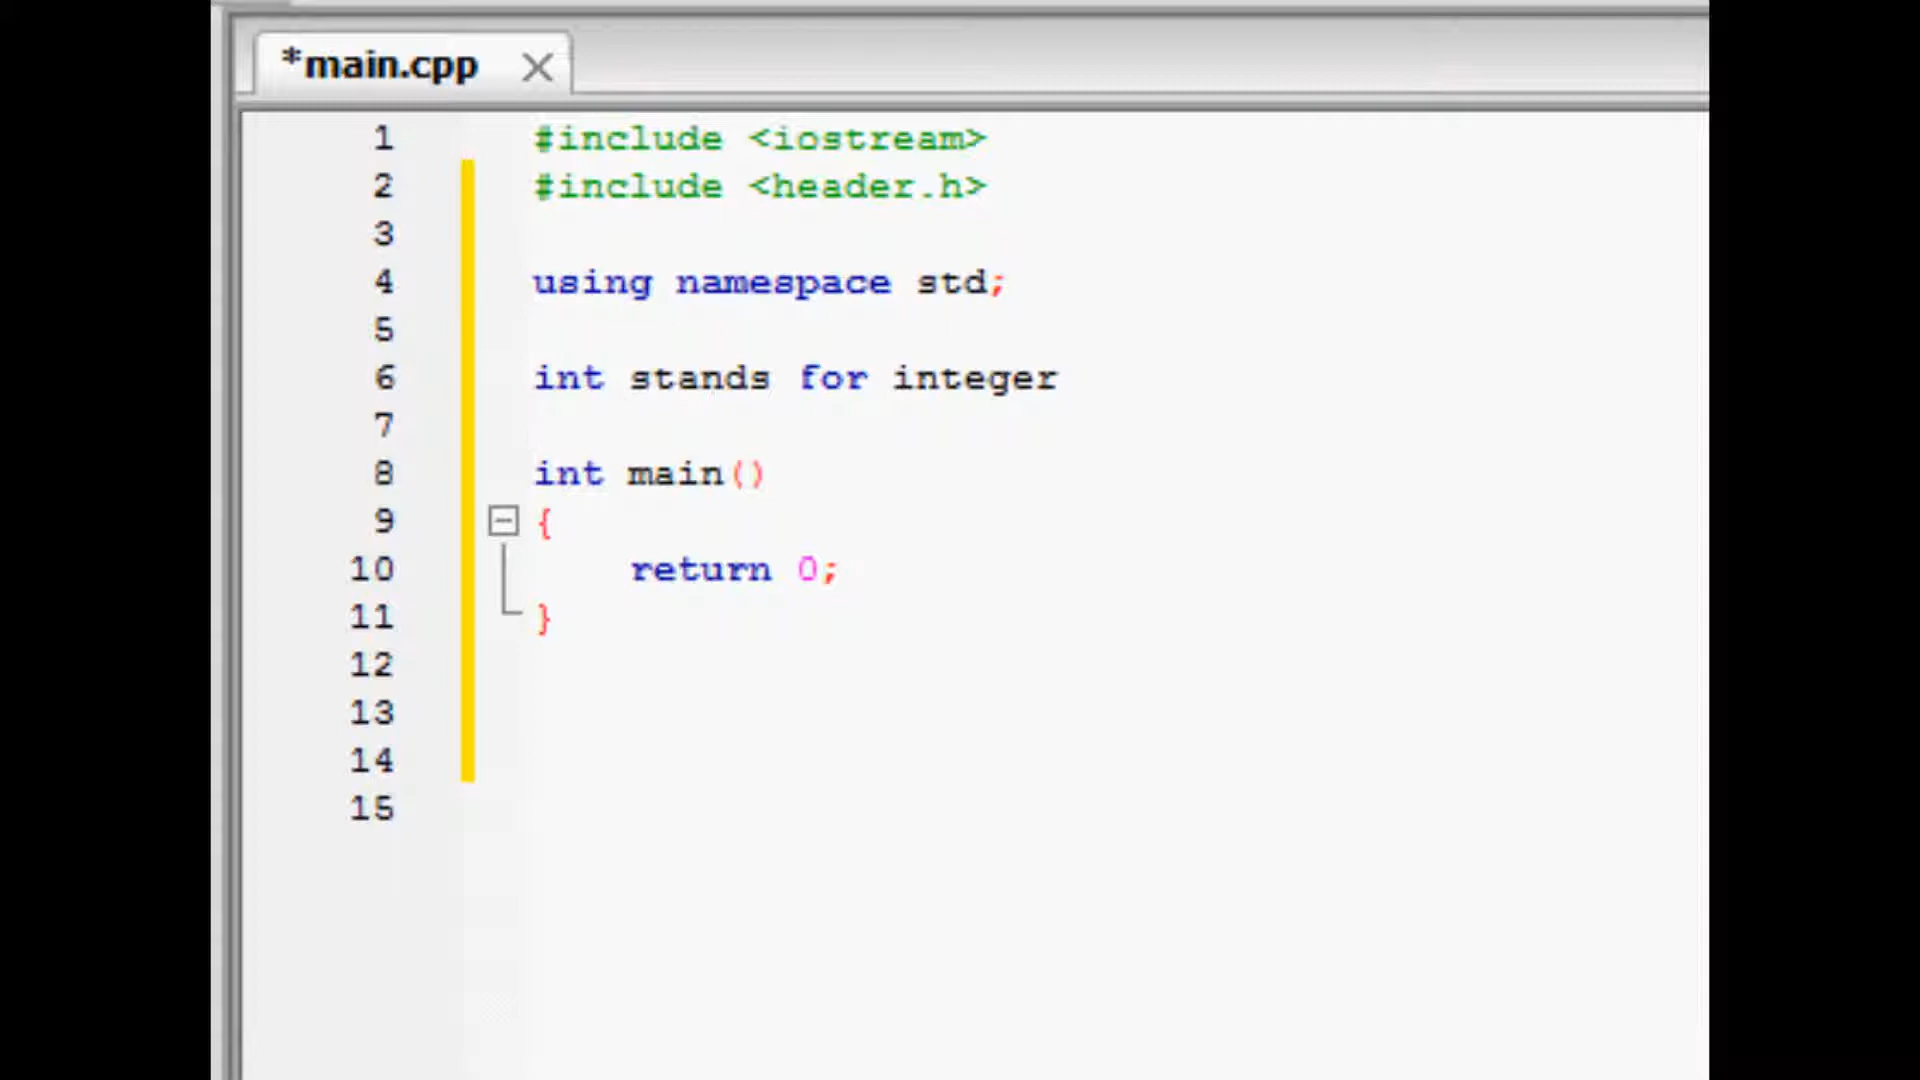 *main.cpp
1 #include <iostream>
2 #include <header.h>
3
4 using namespace std;
5
6 int stands for integer
7
8 int main()
9 {
10 return 0;
11 }
12
13
14
15